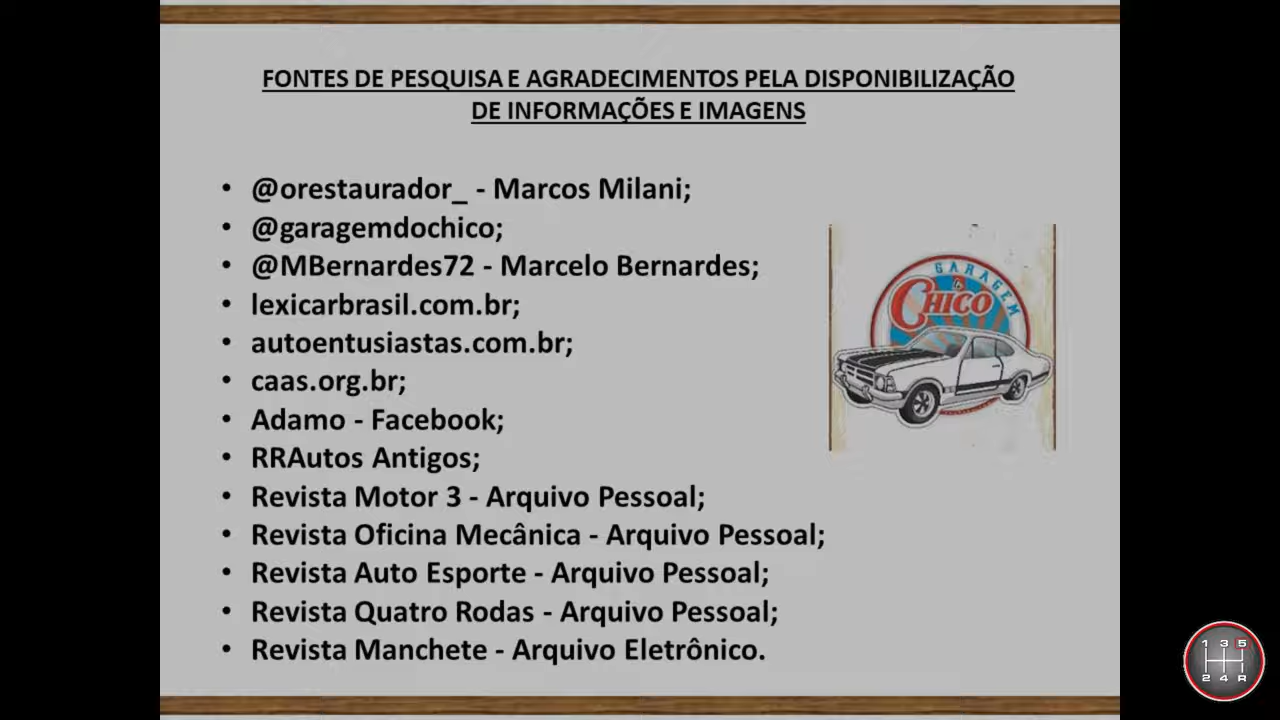 FONTES DE PESQUISA E AGRADECIMENTOS PELA DISPONIBILIZAÇÃO
DE INFORMAÇÕES E IMAGENS
• @orestaurador_ - Marcos Milani;
• @garagemdochico;
• @MBernardes72 - Marcelo Bernardes;
• lexicarbrasil.com.br;
• autoentusiastas.com.br;
• caas.org.br;
• Adamo - Facebook;
• RRAutos Antigos;
• Revista Motor 3 - Arquivo Pessoal;
• Revista Oficina Mecânica - Arquivo Pessoal;
• Revista Auto Esporte - Arquivo Pessoal;
• Revista Quatro Rodas - Arquivo Pessoal;
• Revista Manchete - Arquivo Eletrônico.
GARAGEM
CHICO
1 3 5
2 4 R